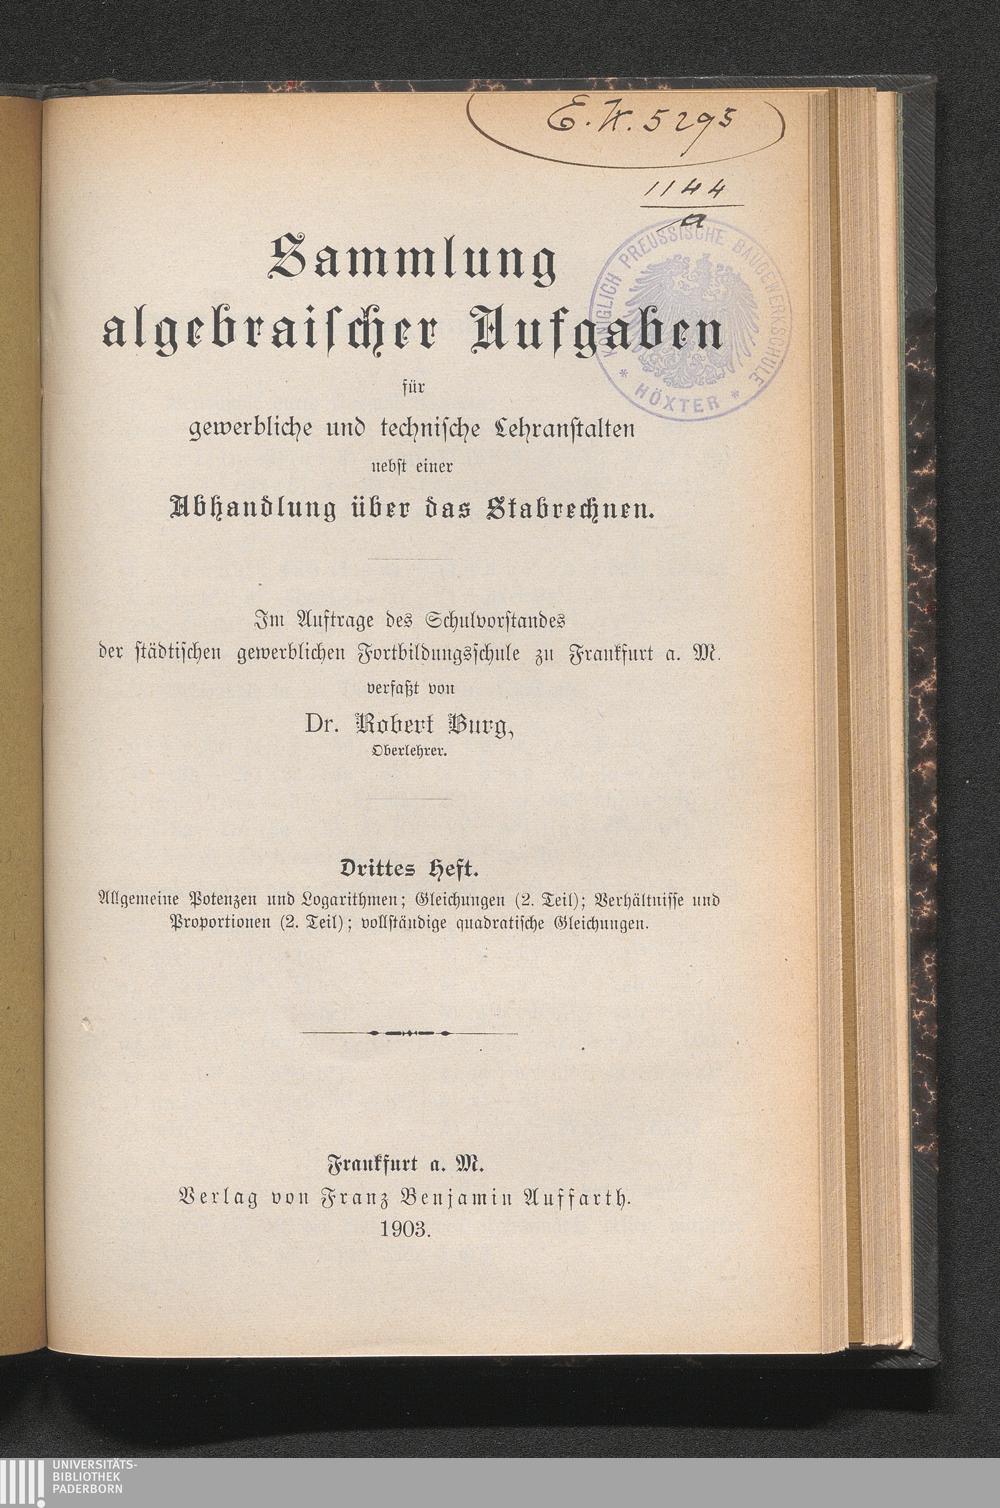 E. K. 5295
1144
a
KÖNIGLICH PREUSSISCHE BAUGEWERKSCHULE
* HÖXTER *
Sammlung
algebraiſcher Aufgaben
für
gewerbliche und techniſche Lehranſtalten
nebſt einer
Abhandlung über das Stabrechnen.
Im Auftrage des Schulvorſtandes
der ſtädtiſchen gewerblichen Fortbildungsſchule zu Frankfurt a. M.
verfaßt von
Dr. Robert Burg,
Oberlehrer.
Drittes Heft.
Allgemeine Potenzen und Logarithmen; Gleichungen (2. Teil); Verhältniſſe und
Proportionen (2. Teil); vollſtändige quadratiſche Gleichungen.
Frankfurt a. M.
Verlag von Franz Benjamin Auffarth.
1903.
UNIVERSITÄTS-
BIBLIOTHEK
PADERBORN